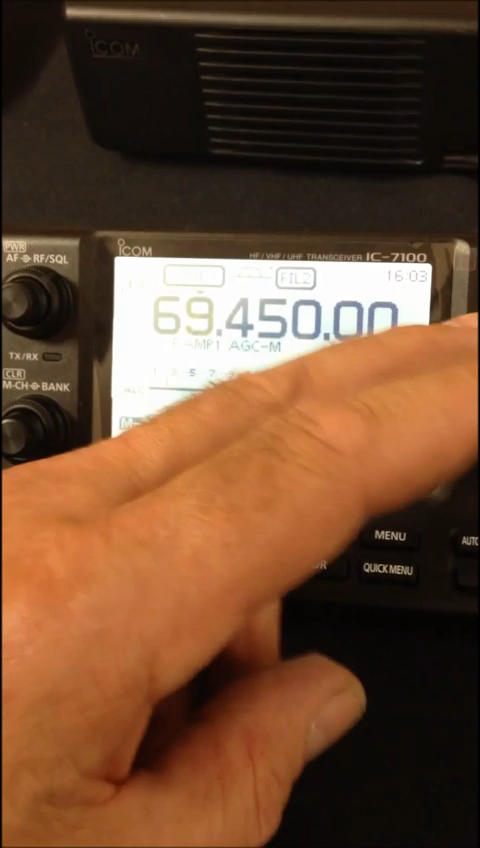 ICOM
PWR
AF RF/SQL
ICOM
HF/VHF/UHF TRANSCEIVER IC-7100
FIL2
16:03
69.450.00
AMP1 AGC-M
TX/RX
CLR
M-CH BANK
MENU
QUICK MENU